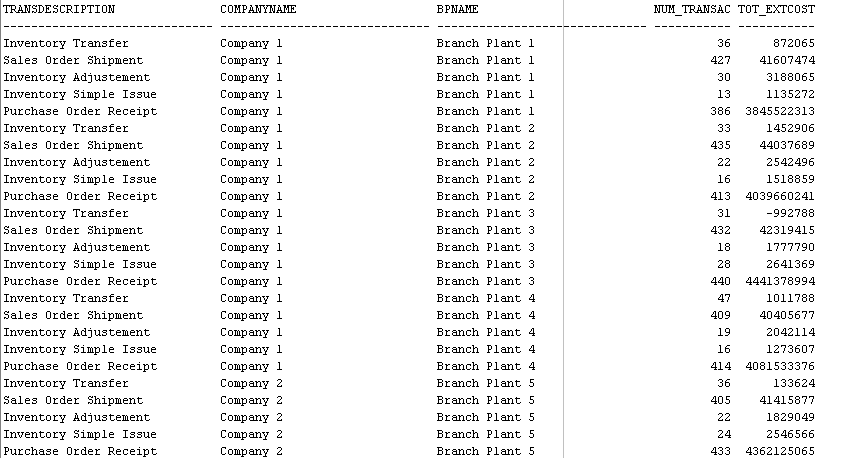 TRANSDESCRIPTION COMPANYNAME BPNAME NUM_TRANSAC TOT_EXTCOST
Inventory Transfer Company 1 Branch Plant 1 36 872065
Sales Order Shipment Company 1 Branch Plant 1 427 41607474
Inventory Adjustement Company 1 Branch Plant 1 30 3188065
Inventory Simple Issue Company 1 Branch Plant 1 13 1135272
Purchase Order Receipt Company 1 Branch Plant 1 386 3845522313
Inventory Transfer Company 1 Branch Plant 2 33 1452906
Sales Order Shipment Company 1 Branch Plant 2 435 44037689
Inventory Adjustement Company 1 Branch Plant 2 22 2542496
Inventory Simple Issue Company 1 Branch Plant 2 16 1518859
Purchase Order Receipt Company 1 Branch Plant 2 413 4039660241
Inventory Transfer Company 1 Branch Plant 3 31 -992788
Sales Order Shipment Company 1 Branch Plant 3 432 42319415
Inventory Adjustement Company 1 Branch Plant 3 18 1777790
Inventory Simple Issue Company 1 Branch Plant 3 28 2641369
Purchase Order Receipt Company 1 Branch Plant 3 440 4441378994
Inventory Transfer Company 1 Branch Plant 4 47 1011788
Sales Order Shipment Company 1 Branch Plant 4 409 40405677
Inventory Adjustement Company 1 Branch Plant 4 19 2042114
Inventory Simple Issue Company 1 Branch Plant 4 16 1273607
Purchase Order Receipt Company 1 Branch Plant 4 414 4081533376
Inventory Transfer Company 2 Branch Plant 5 36 133624
Sales Order Shipment Company 2 Branch Plant 5 405 41415877
Inventory Adjustement Company 2 Branch Plant 5 22 1829049
Inventory Simple Issue Company 2 Branch Plant 5 24 2546566
Purchase Order Receipt Company 2 Branch Plant 5 433 4362125065